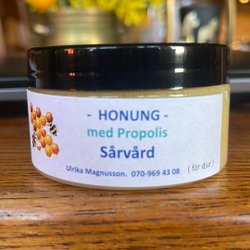 - HONUNG -
med Propolis
Sårvård
Ulrika Magnusson. 070-969 43 08
( för djur )